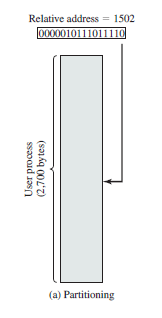 Relative address = 1502
0000010111011110
User process
(2,700 bytes)
(a) Partitioning